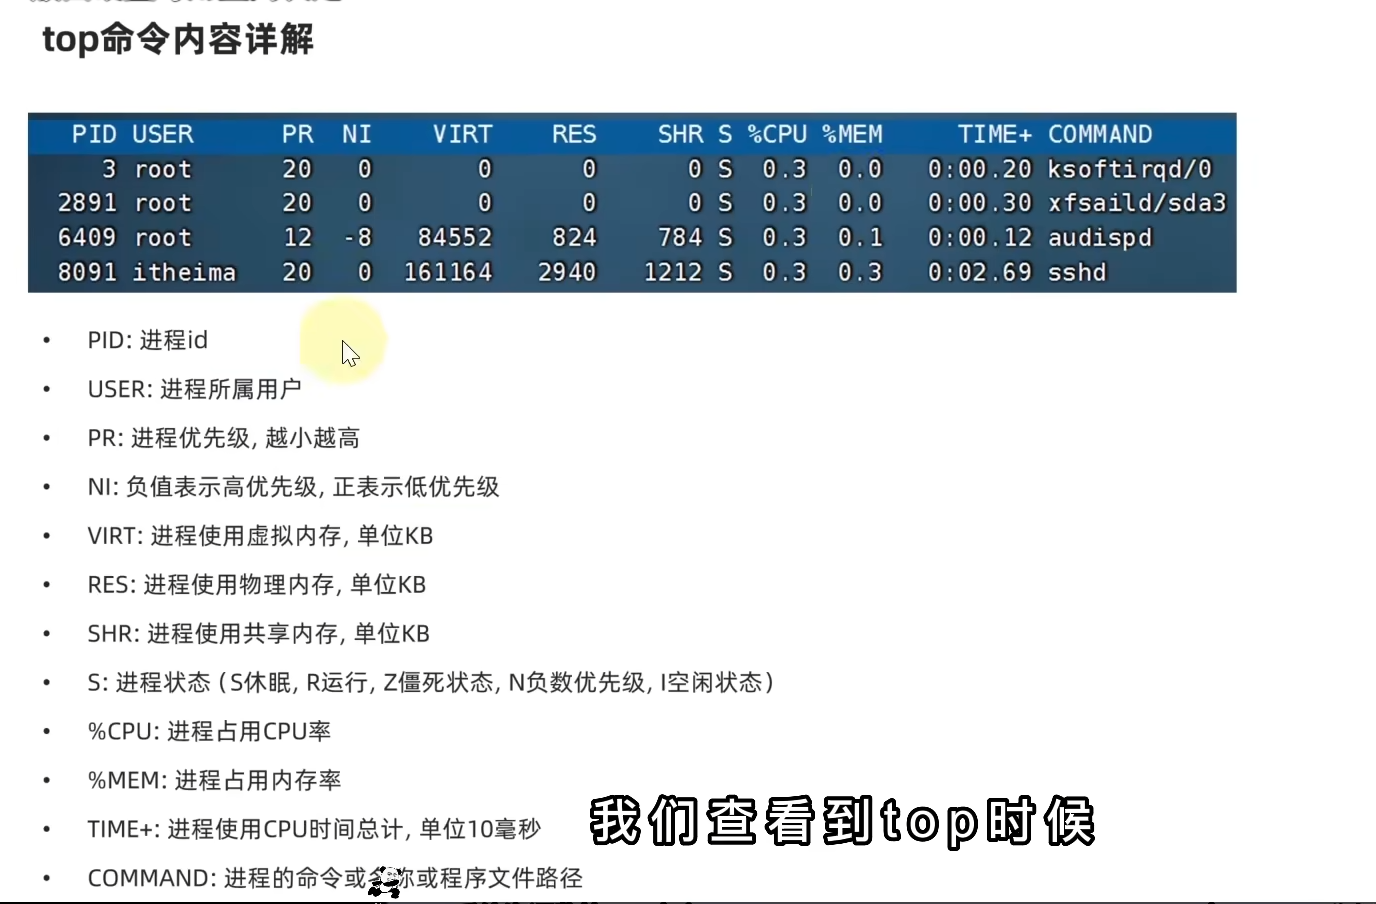 top命令内容详解
PID USER PR NI VIRT RES SHR S %CPU %MEM TIME+ COMMAND
3 root 20 0 0 0 0 S 0.3 0.0 0:00.20 ksoftirqd/0
2891 root 20 0 0 0 0 S 0.3 0.0 0:00.30 xfsaild/sda3
6409 root 12 -8 84552 824 784 S 0.3 0.1 0:00.12 audispd
8091 itheima 20 0 161164 2940 1212 S 0.3 0.3 0:02.69 sshd
• PID: 进程id
• USER: 进程所属用户
• PR: 进程优先级, 越小越高
• NI: 负值表示高优先级, 正表示低优先级
• VIRT: 进程使用虚拟内存, 单位KB
• RES: 进程使用物理内存, 单位KB
• SHR: 进程使用共享内存, 单位KB
• S: 进程状态 (S休眠, R运行, Z僵死状态, N负数优先级, I空闲状态)
• %CPU: 进程占用CPU率
• %MEM: 进程占用内存率
• TIME+: 进程使用CPU时间总计, 单位10毫秒
我们查看到top时候
• COMMAND: 进程的命令或名称或程序文件路径